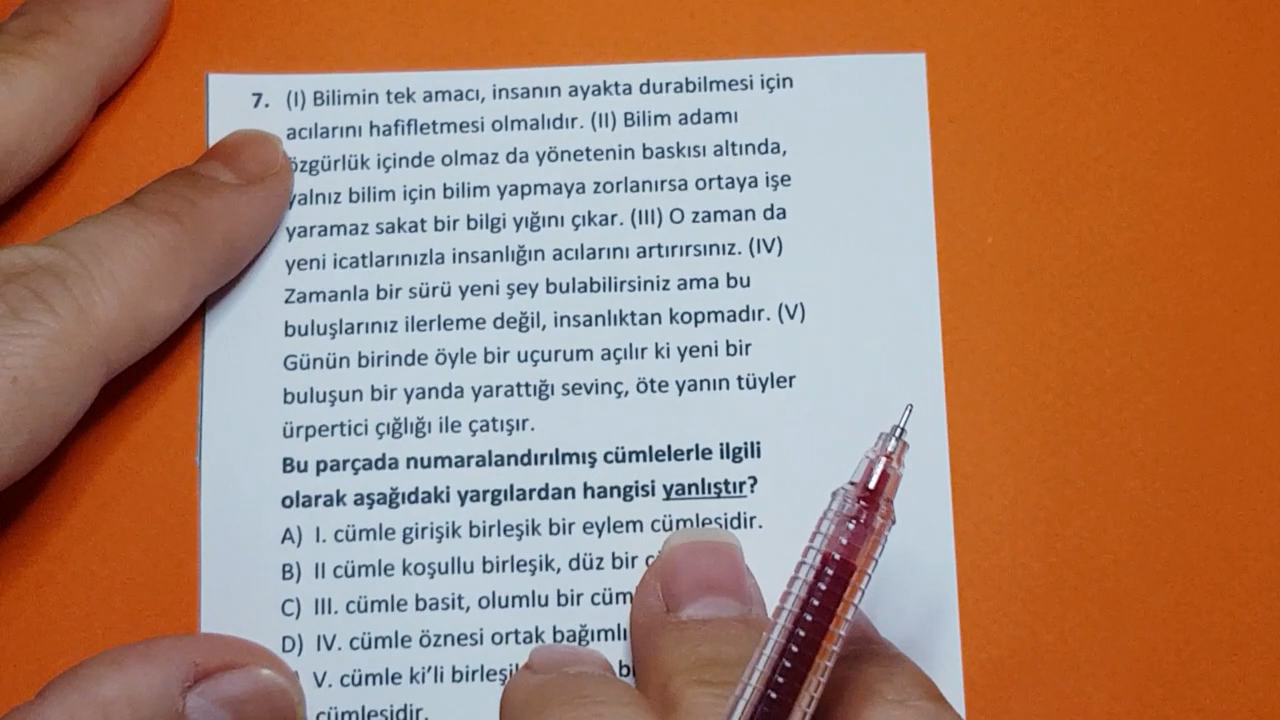 7. (I) Bilimin tek amacı, insanın ayakta durabilmesi için
acılarını hafifletmesi olmalıdır. (II) Bilim adamı
özgürlük içinde olmaz da yönetenin baskısı altında,
yalnız bilim için bilim yapmaya zorlanırsa ortaya işe
yaramaz sakat bir bilgi yığını çıkar. (III) O zaman da
yeni icatlarınızla insanlığın acılarını artırırsınız. (IV)
Zamanla bir sürü yeni şey bulabilirsiniz ama bu
buluşlarınız ilerleme değil, insanlıktan kopmadır. (V)
Günün birinde öyle bir uçurum açılır ki yeni bir
buluşun bir yanda yarattığı sevinç, öte yanın tüyler
ürpertici çığlığı ile çatışır.
Bu parçada numaralandırılmış cümlelerle ilgili
olarak aşağıdaki yargılardan hangisi yanlıştır?
A) I. cümle girişik birleşik bir eylem cümlesidir.
B) II cümle koşullu birleşik, düz bir
C) III. cümle basit, olumlu bir
D) IV. cümle öznesi ortak bağımlı
V. cümle ki'li
cümlesidir.